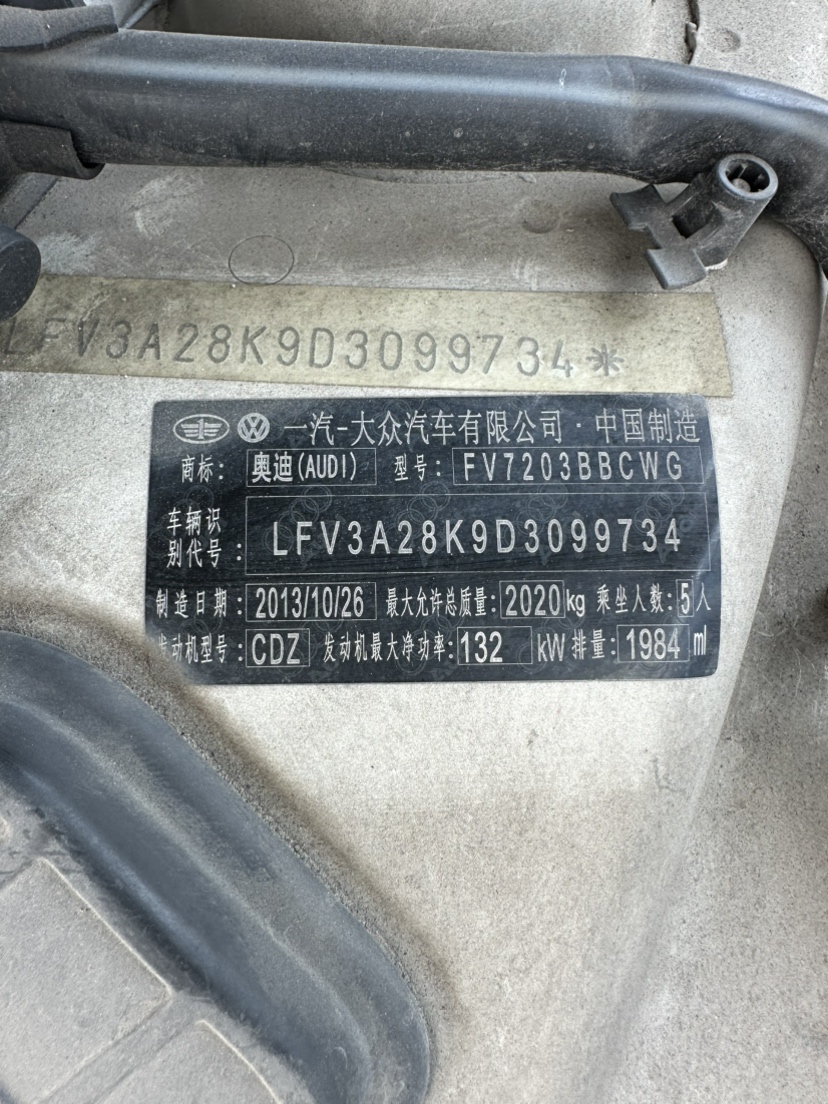 LFV3A28K9D3099734*
一汽-大众汽车有限公司·中国制造
商标: 奥迪(AUDI) 型号: FV7203BBCWG
车辆识别代号: LFV3A28K9D3099734
制造日期: 2013/10/26 最大允许总质量: 2020kg 乘坐人数: 5人
发动机型号: CDZ 发动机最大净功率: 132 kW 排量: 1984 ml